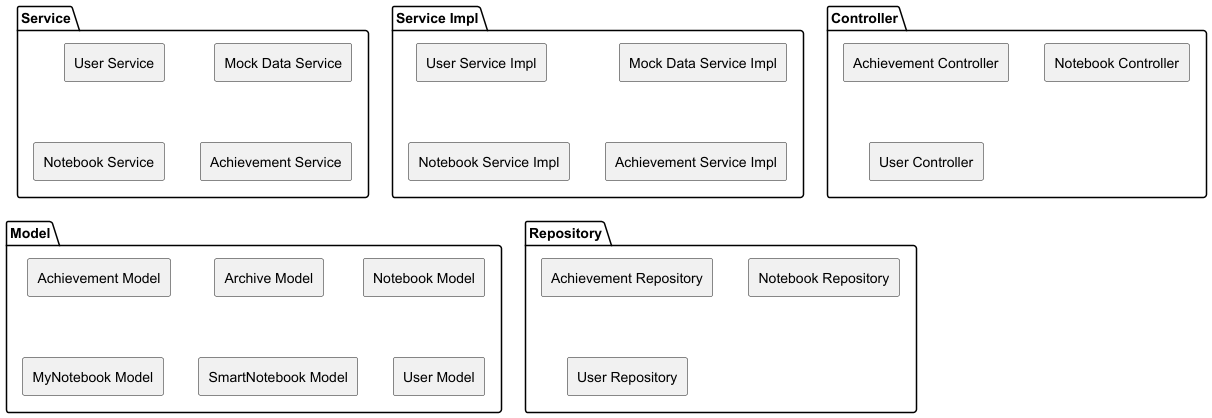 Service
User Service
Mock Data Service
Notebook Service
Achievement Service
Service Impl
User Service Impl
Mock Data Service Impl
Notebook Service Impl
Achievement Service Impl
Controller
Achievement Controller
Notebook Controller
User Controller
Model
Achievement Model
Archive Model
Notebook Model
MyNotebook Model
SmartNotebook Model
User Model
Repository
Achievement Repository
Notebook Repository
User Repository